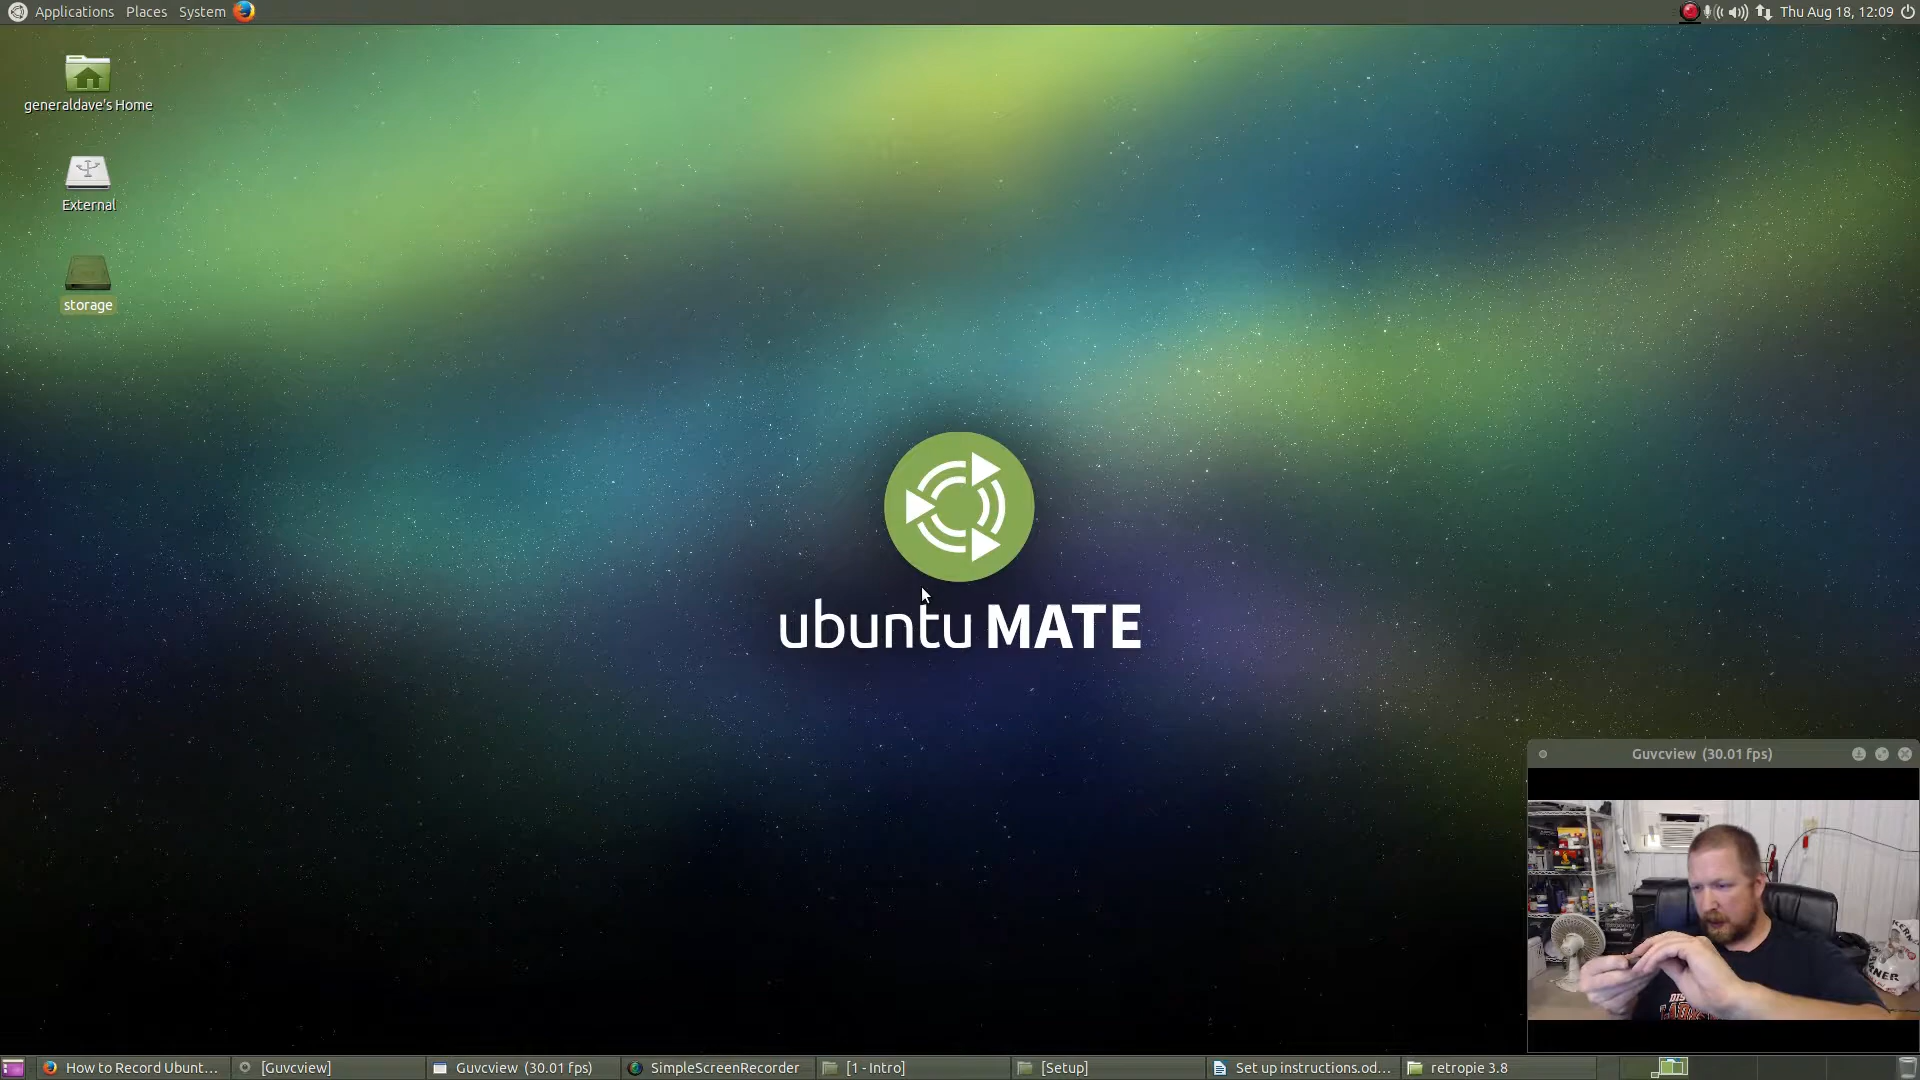 Applications Places System Thu Aug 18, 12:09
generaldave's Home
External
storage
ubuntu MATE
Guvcview (30.01 fps)
How to Record Ubunt... [Guvcview] Guvcview (30.01 fps) SimpleScreenRecorder [1 - Intro] [Setup] Set up instructions.od... retropie 3.8